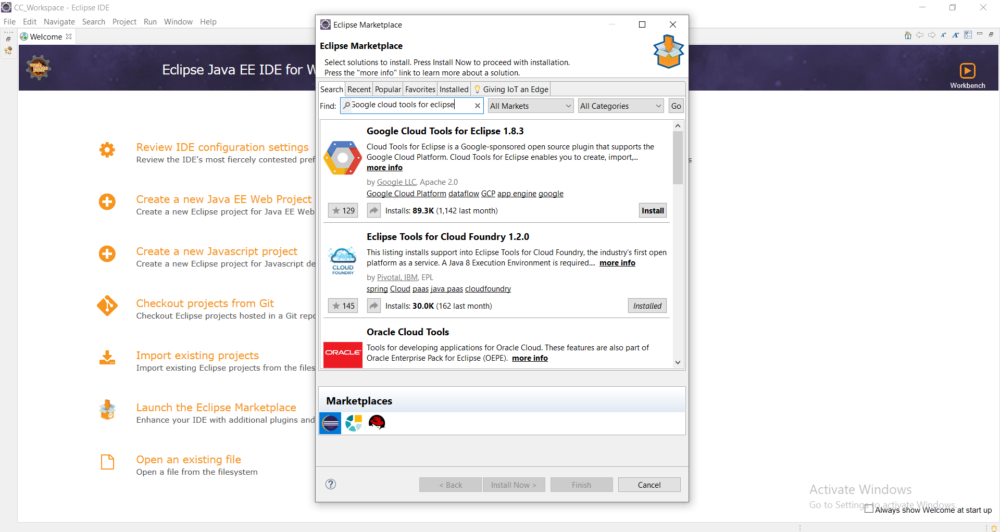 CC_Workspace - Eclipse IDE
File Edit Navigate Search Project Run Window Help
Welcome
Eclipse Java EE IDE for W
Workbench
Review IDE configuration settings
Review the IDE's most fiercely contested pref
Create a new Java EE Web Project
Create a new Eclipse project for Java EE Web
Create a new Javascript project
Create a new Eclipse project for Javascript de
Checkout projects from Git
Checkout Eclipse projects hosted in a Git repo
Import existing projects
Import existing Eclipse projects from the files
Launch the Eclipse Marketplace
Enhance your IDE with additional plugins and
Open an existing file
Open a file from the filesystem
Eclipse Marketplace
Eclipse Marketplace
Select solutions to install. Press Install Now to proceed with installation.
Press the "more info" link to learn more about a solution.
Search Recent Popular Favorites Installed Giving IoT an Edge
Find: Google cloud tools for eclipse All Markets All Categories Go
Google Cloud Tools for Eclipse 1.8.3
Cloud Tools for Eclipse is a Google-sponsored open source plugin that supports the
Google Cloud Platform. Cloud Tools for Eclipse enables you to create, import,...
more info
by Google LLC, Apache 2.0
Google Cloud Platform dataflow GCP app engine google
129 Installs: 89.3K (1,142 last month) Install
Eclipse Tools for Cloud Foundry 1.2.0
CLOUD FOUNDRY
This listing installs support into Eclipse Tools for Cloud Foundry, the industry's first open
platform as a service. A Java 8 Execution Environment is required.... more info
by Pivotal, IBM, EPL
spring Cloud paas java paas cloudfoundry
145 Installs: 30.0K (162 last month) Installed
Oracle Cloud Tools
ORACLE
Tools for developing applications for Oracle Cloud. These features are also part of
Oracle Enterprise Pack for Eclipse (OEPE). more info
Marketplaces
< Back Install Now > Finish Cancel
s
Activate Windows
Go to Settings to activate Windows.
Always show Welcome at start up